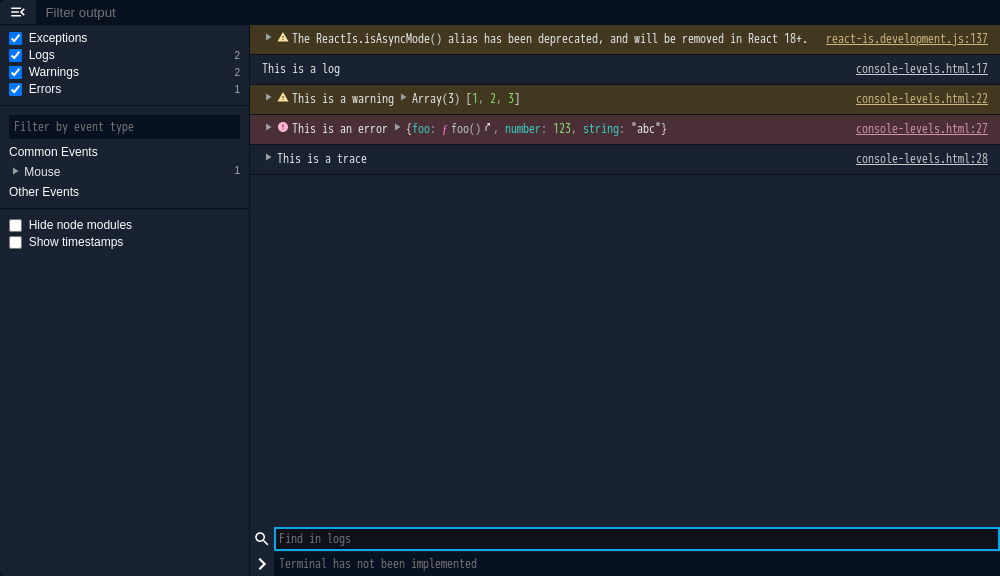 Filter output
Exceptions
Logs 2
Warnings 2
Errors 1
Filter by event type
Common Events
Mouse 1
Other Events
Hide node modules
Show timestamps
The ReactIs.isAsyncMode() alias has been deprecated, and will be removed in React 18+. react-is.development.js:137
This is a log console-levels.html:17
This is a warning Array(3) [1, 2, 3] console-levels.html:22
This is an error {foo: ƒ foo() , number: 123, string: "abc"} console-levels.html:27
This is a trace console-levels.html:28
Find in logs
Terminal has not been implemented